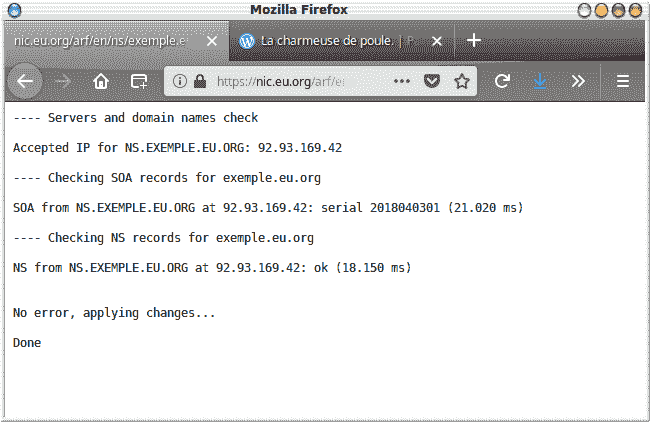 Mozilla Firefox
nic.eu.org/arf/en/ns/exemple.e
La charmeuse de poule. |
https://nic.eu.org/arf/e
---- Servers and domain names check
Accepted IP for NS.EXEMPLE.EU.ORG: 92.93.169.42
---- Checking SOA records for exemple.eu.org
SOA from NS.EXEMPLE.EU.ORG at 92.93.169.42: serial 2018040301 (21.020 ms)
---- Checking NS records for exemple.eu.org
NS from NS.EXEMPLE.EU.ORG at 92.93.169.42: ok (18.150 ms)
No error, applying changes...
Done